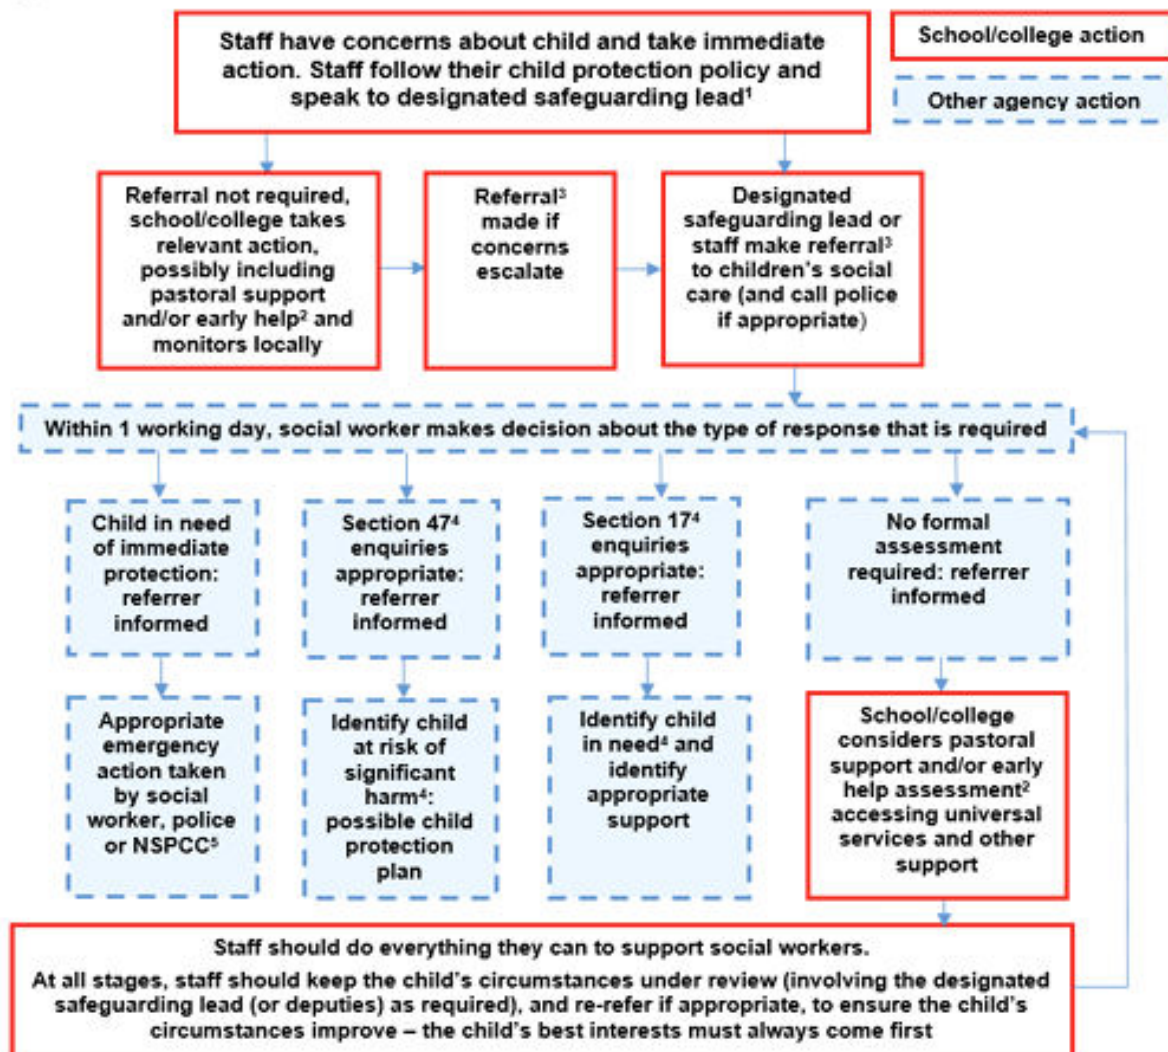 Staff have concerns about child and take immediate
action. Staff follow their child protection policy and
speak to designated safeguarding lead¹
School/college action
Other agency action
Referral not required,
school/college takes
relevant action,
possibly including
pastoral support
and/or early help² and
monitors locally
Referral³
made if
concerns
escalate
Designated
safeguarding lead or
staff make referral³
to children's social
care (and call police
if appropriate)
Within 1 working day, social worker makes decision about the type of response that is required
Child in need
of immediate
protection:
referrer
informed
Section 47⁴
enquiries
appropriate:
referrer
informed
Section 17⁴
enquiries
appropriate:
referrer
informed
No formal
assessment
required: referrer
informed
Appropriate
emergency
action taken
by social
worker, police
or NSPCC⁵
Identify child
at risk of
significant
harm⁴:
possible child
protection
plan
Identify child
in need⁴ and
identify
appropriate
support
School/college
considers pastoral
support and/or early
help assessment²
accessing universal
services and other
support
Staff should do everything they can to support social workers.
At all stages, staff should keep the child's circumstances under review (involving the designated
safeguarding lead (or deputies) as required), and re-refer if appropriate, to ensure the child's
circumstances improve – the child's best interests must always come first